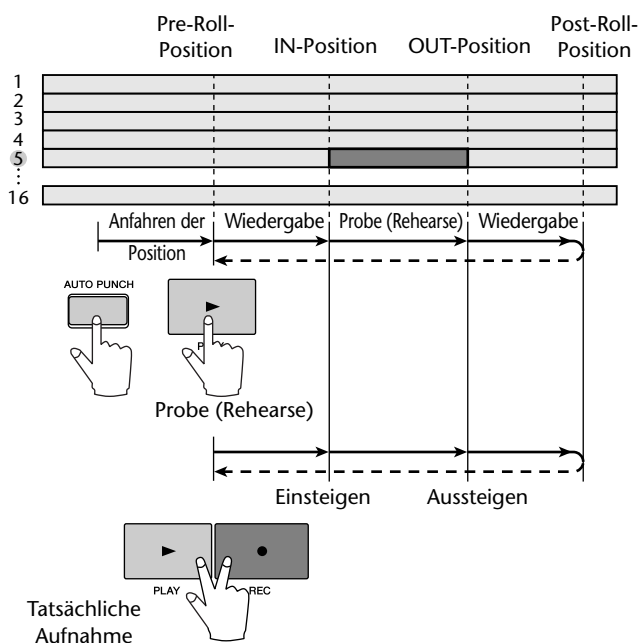 Pre-Roll-
Position
IN-Position
OUT-Position
Post-Roll-
Position
1
2
3
4
5
16
Anfahren der
Position
Wiedergabe
Probe (Rehearse)
Wiedergabe
AUTO PUNCH
Probe (Rehearse)
Einsteigen
Aussteigen
PLAY
REC
Tatsächliche
Aufnahme